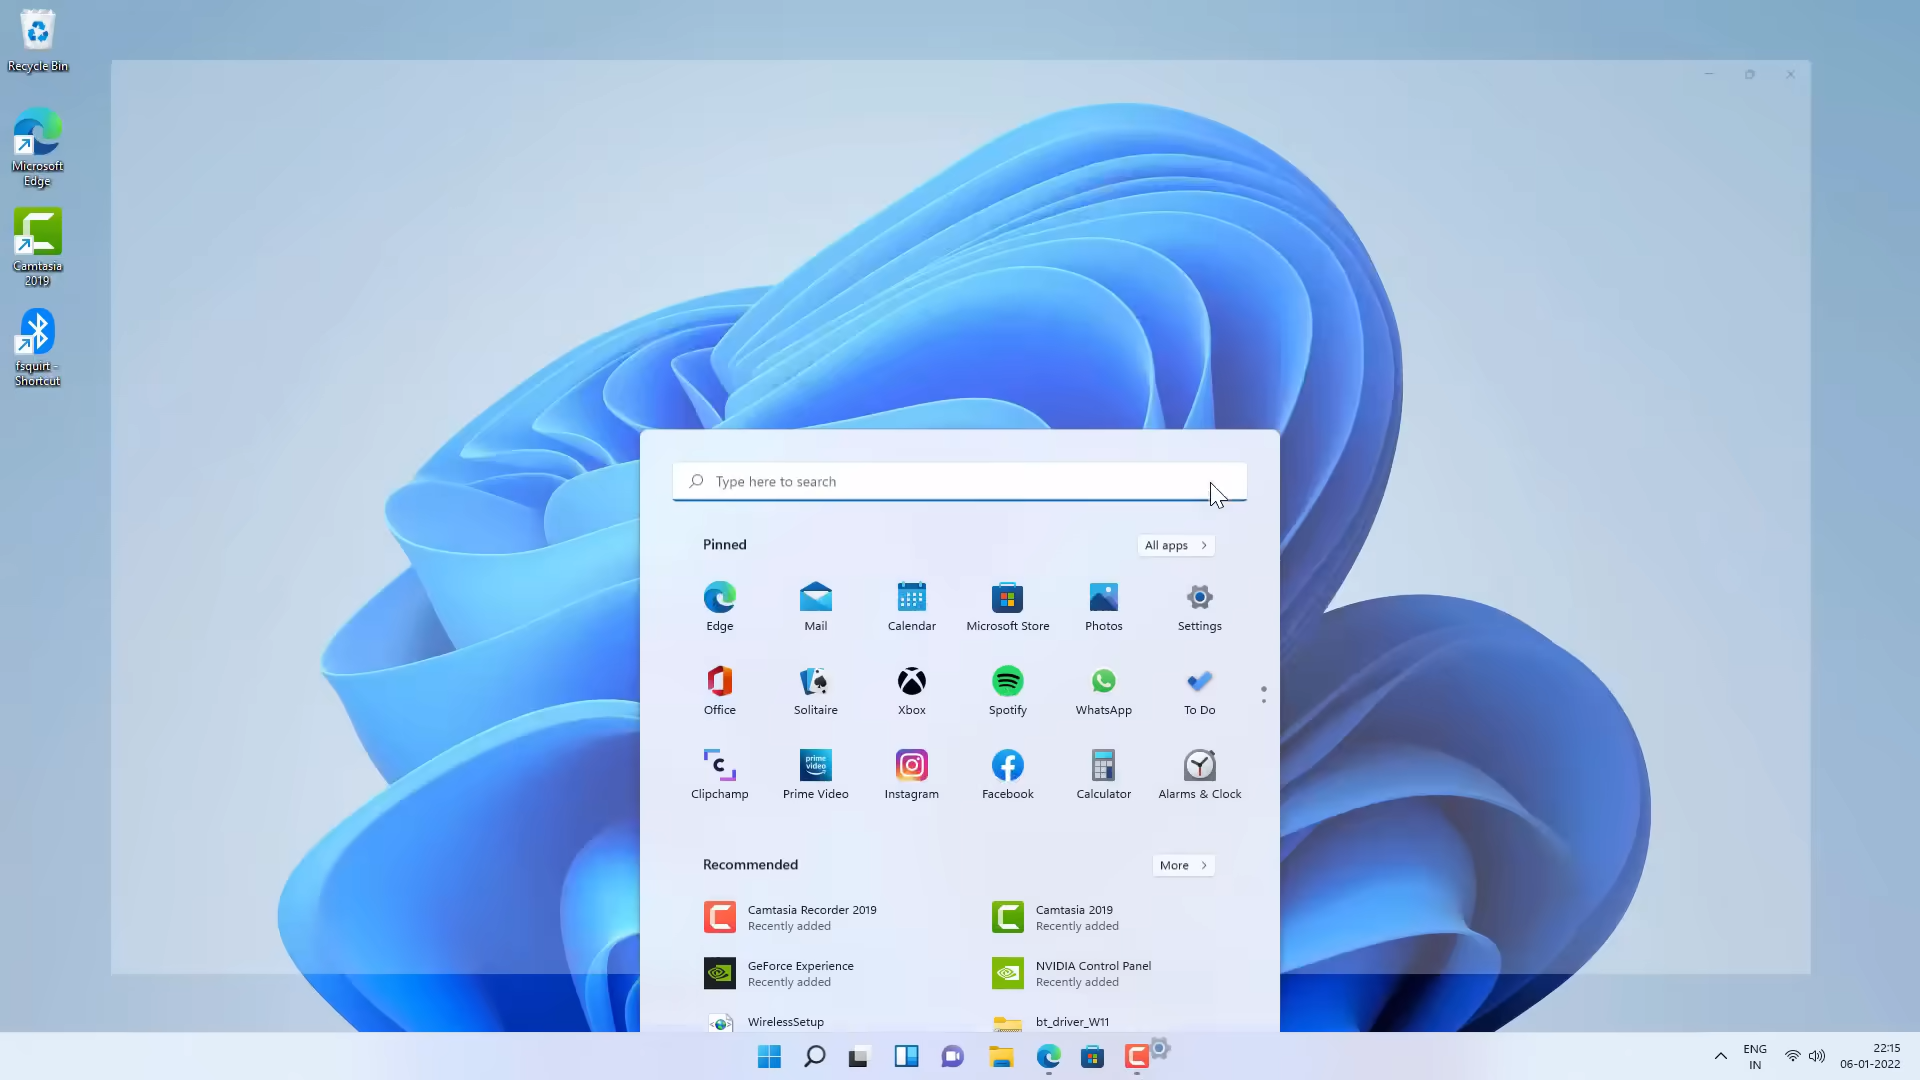 Recycle Bin
Microsoft
Edge
Camtasia
2019
fsquirt -
Shortcut
Type here to search
Pinned
All apps
Edge
Mail
Calendar
Microsoft Store
Photos
Settings
Office
Solitaire
Xbox
Spotify
WhatsApp
To Do
prime
video
Clipchamp
Prime Video
Instagram
Facebook
Calculator
Alarms & Clock
Recommended
More
Camtasia Recorder 2019
Recently added
Camtasia 2019
Recently added
GeForce Experience
Recently added
NVIDIA Control Panel
Recently added
WirelessSetup
bt_driver_W11
ENG
IN
22:15
06-01-2022